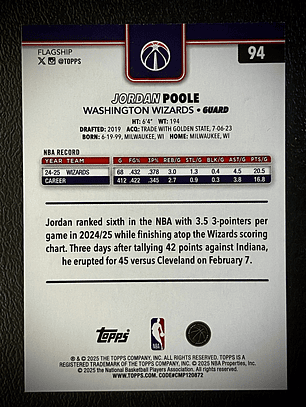 FLAGSHIP
@TOPPS
94
JORDAN POOLE
WASHINGTON WIZARDS • GUARD
HT: 6'4" WT: 194
DRAFTED: 2019 ACQ: TRADE WITH GOLDEN STATE, 7-06-23
BORN: 6-19-99, MILWAUKEE, WI HOME: MILWAUKEE, WI
NBA RECORD
YEAR TEAM G FG% 3P% REB/G STL/G BLK/G AST/G PTS/G
24-25 WIZARDS 68 .432 .378 3.0 1.3 0.4 4.5 20.5
CAREER 412 .422 .345 2.7 0.9 0.3 3.8 16.8
Jordan ranked sixth in the NBA with 3.5 3-pointers per
game in 2024/25 while finishing atop the Wizards scoring
chart. Three days after tallying 42 points against Indiana,
he erupted for 45 versus Cleveland on February 7.
Topps
NBA
® & © 2025 THE TOPPS COMPANY, INC. ALL RIGHTS RESERVED. TOPPS IS A
REGISTERED TRADEMARK OF THE TOPPS COMPANY, INC. © 2025 NBA Properties, Inc.
© 2025 the National Basketball Players Association. All rights reserved.
WWW.TOPPS.COM. CODE#CMP120872